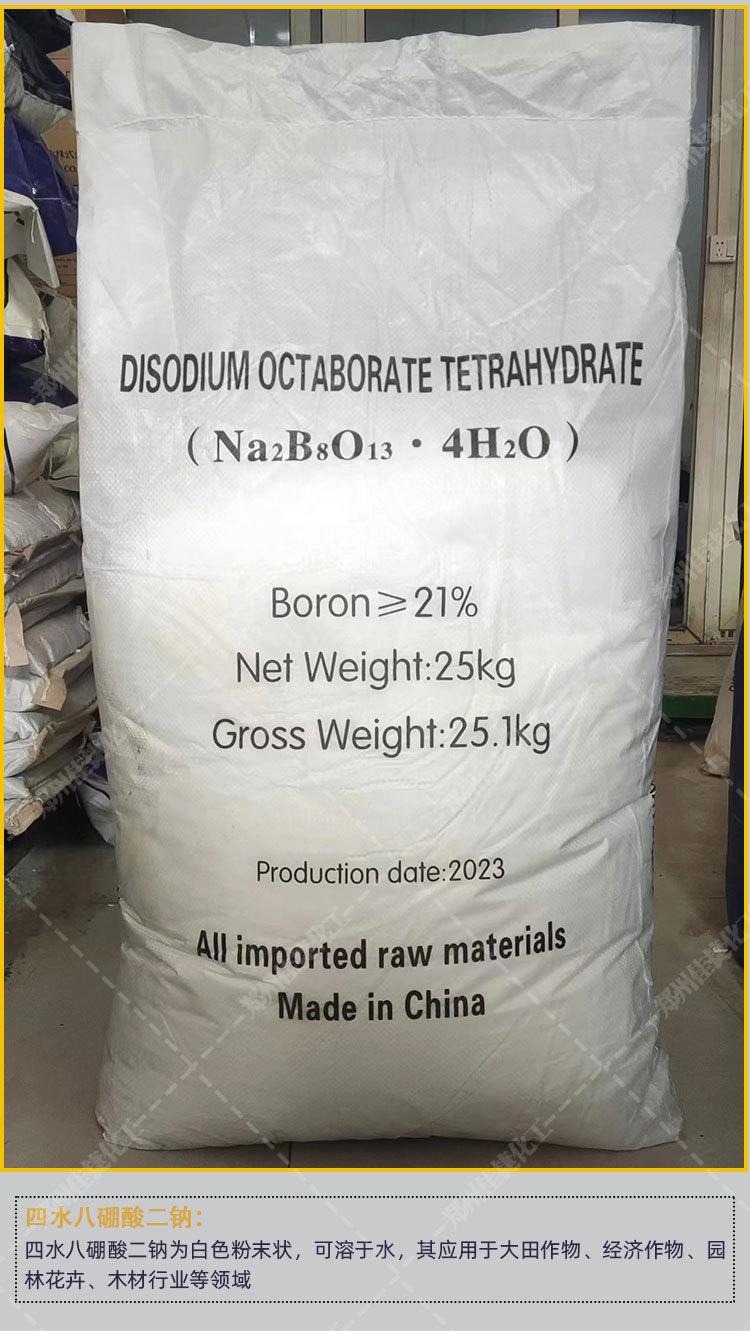 DISODIUM OCTABORATE TETRAHYDRATE
（Na₂B₈O₁₃・4H₂O）
Boron≥21%
Net Weight:25kg
Gross Weight:25.1kg
Production date:2023
All imported raw materials
Made in China
四水八硼酸二钠：
四水八硼酸二钠为白色粉末状，可溶于水，其应用于大田作物、经济作物、园
林花卉、木材行业等领域